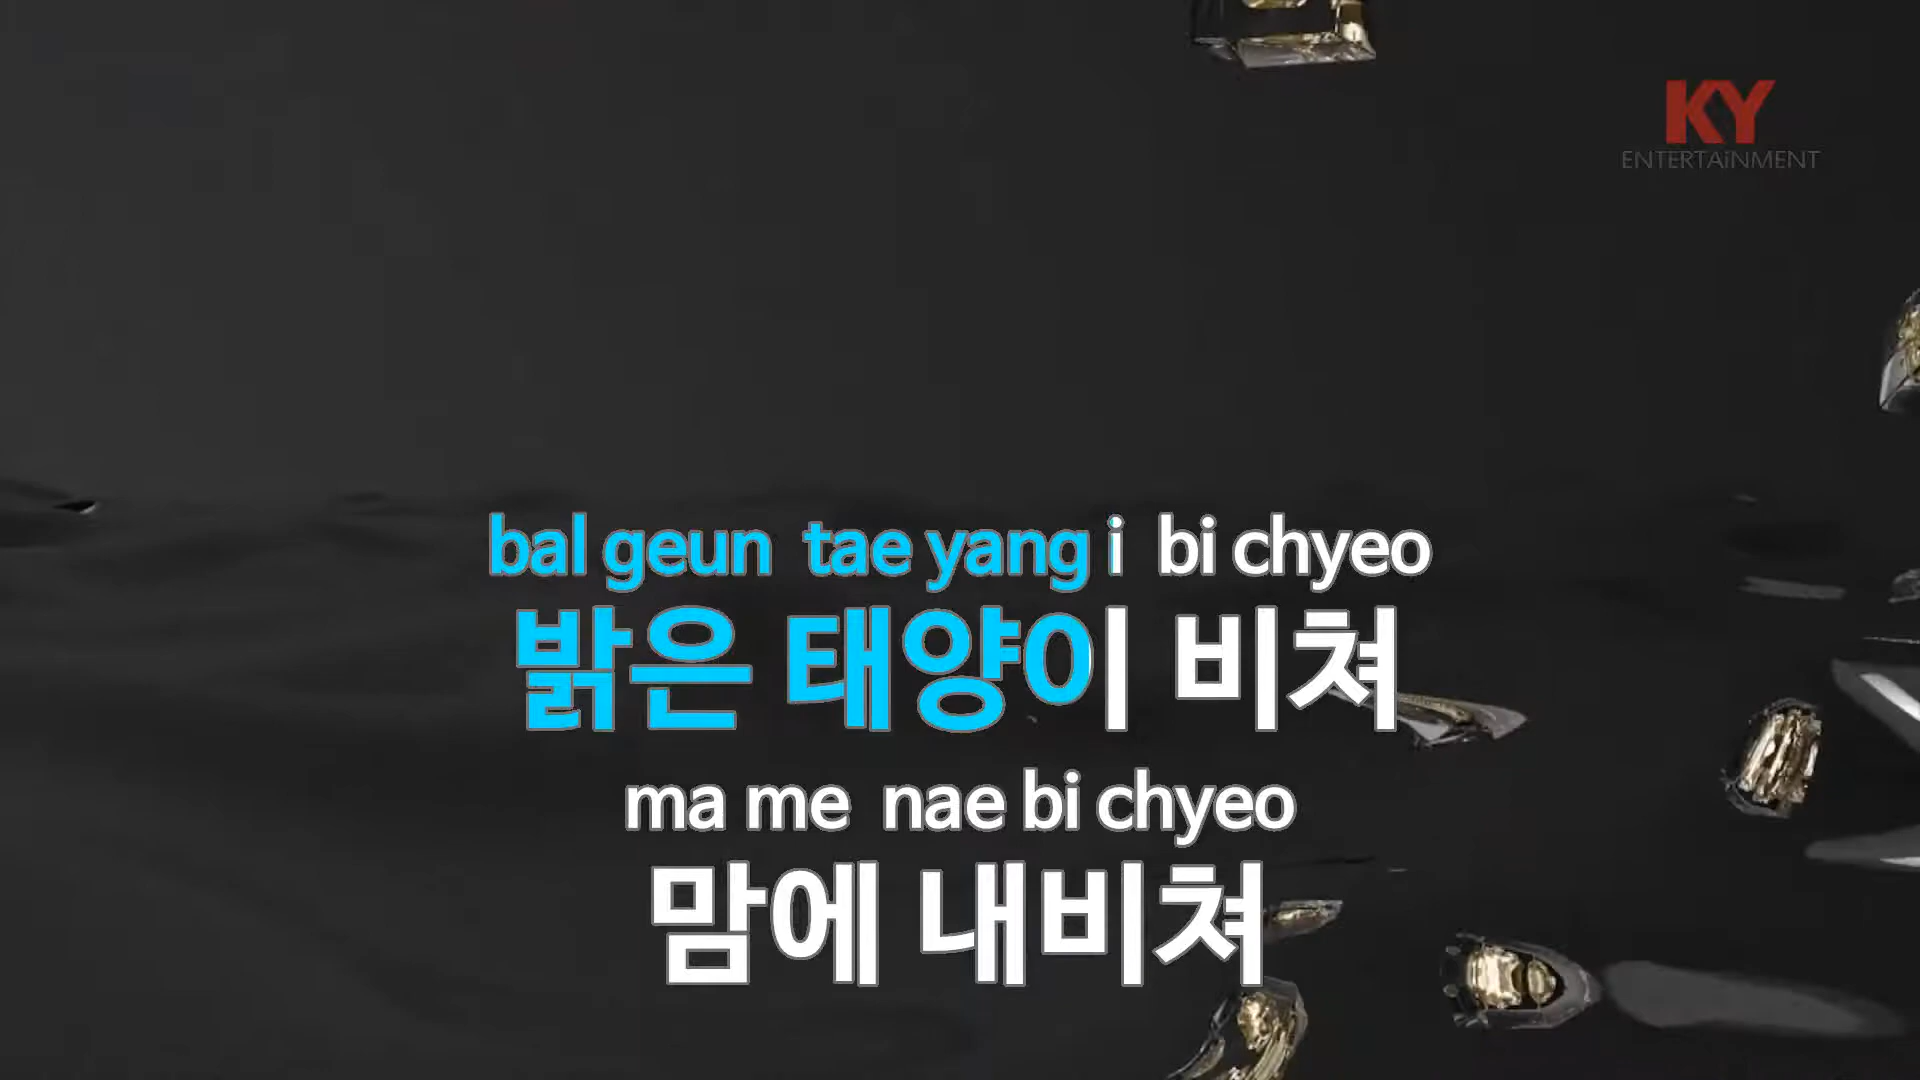 KY
ENTERTAiNMENT
bal geun tae yang i bi chyeo
밝은 태양이 비쳐
ma me nae bi chyeo
맘에 내비쳐